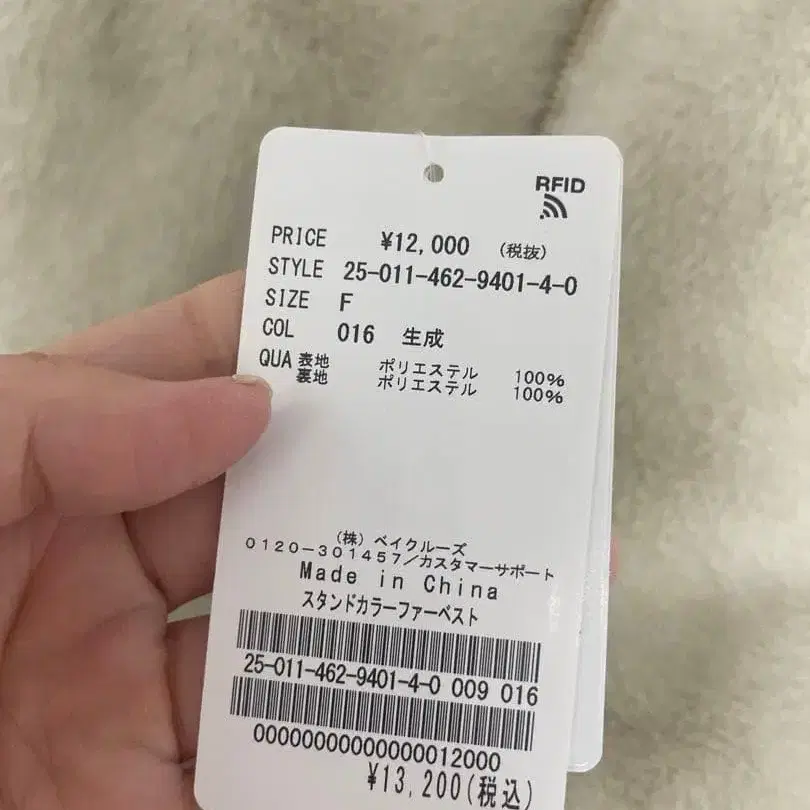 RFID
PRICE ¥12,000 (税抜)
STYLE 25-011-462-9401-4-0
SIZE F
COL 016 生成
QUA 表地 ポリエステル 100%
裏地 ポリエステル 100%
(株) ベイクルーズ
0120-301457/カスタマーサポート
Made in China
スタンドカラーファーベスト
25-011-462-9401-4-0 009 016
00000000000000012000
¥13,200(税込)